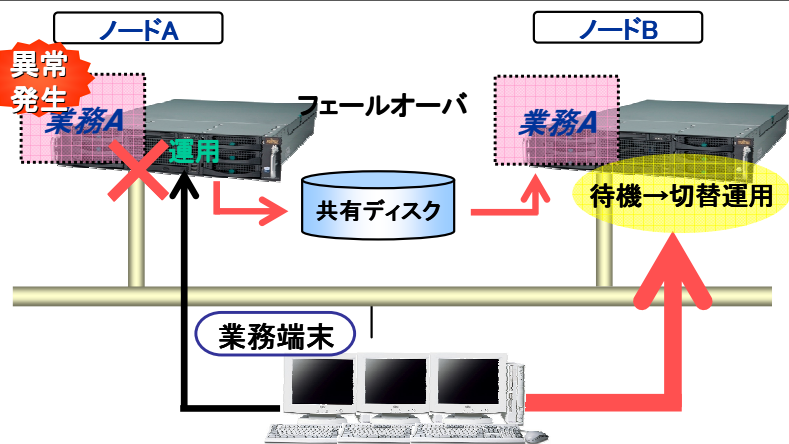 ノードA
ノードB
異常
発生
業務A
運用
フェールオーバ
業務A
共有ディスク
待機→切替運用
業務端末